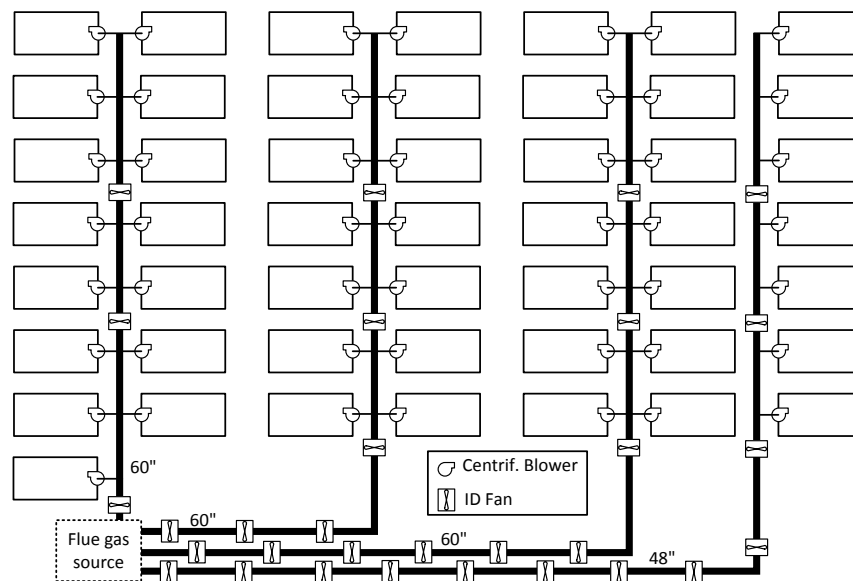 60"
Centrif. Blower
ID Fan
60"
Flue gas
source
60"
48"